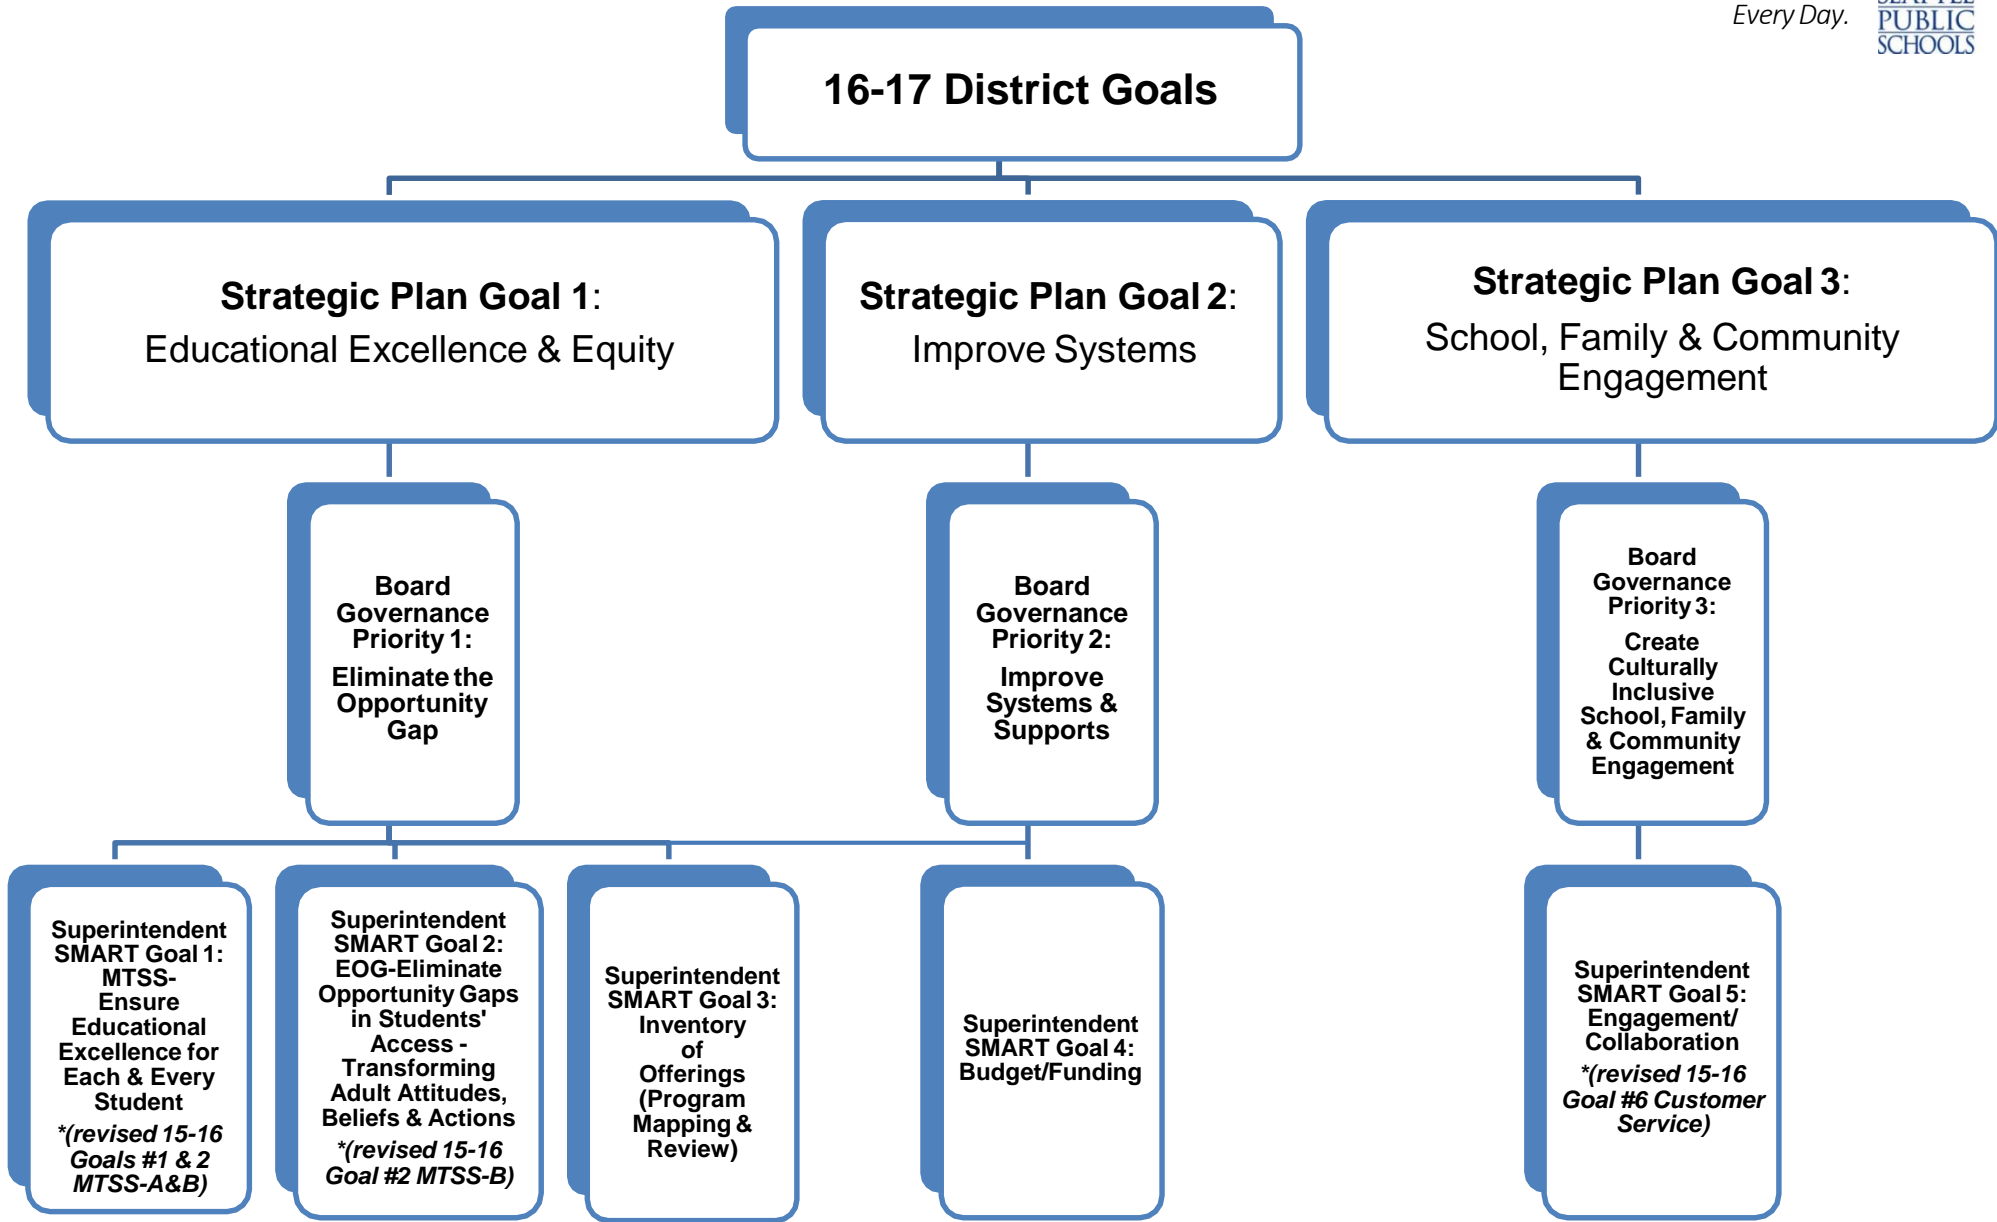 Every Day.
SEATTLE
PUBLIC
SCHOOLS
16-17 District Goals
Strategic Plan Goal 1:
Educational Excellence & Equity
Strategic Plan Goal 2:
Improve Systems
Strategic Plan Goal 3:
School, Family & Community
Engagement
Board
Governance
Priority 1:
Eliminate the
Opportunity
Gap
Board
Governance
Priority 2:
Improve
Systems &
Supports
Board
Governance
Priority 3:
Create
Culturally
Inclusive
School, Family
& Community
Engagement
Superintendent
SMART Goal 1:
MTSS-
Ensure
Educational
Excellence for
Each & Every
Student
*(revised 15-16
Goals #1 & 2
MTSS-A&B)
Superintendent
SMART Goal 2:
EOG-Eliminate
Opportunity Gaps
in Students'
Access -
Transforming
Adult Attitudes,
Beliefs & Actions
*(revised 15-16
Goal #2 MTSS-B)
Superintendent
SMART Goal 3:
Inventory
of
Offerings
(Program
Mapping &
Review)
Superintendent
SMART Goal 4:
Budget/Funding
Superintendent
SMART Goal 5:
Engagement/
Collaboration
*(revised 15-16
Goal #6 Customer
Service)